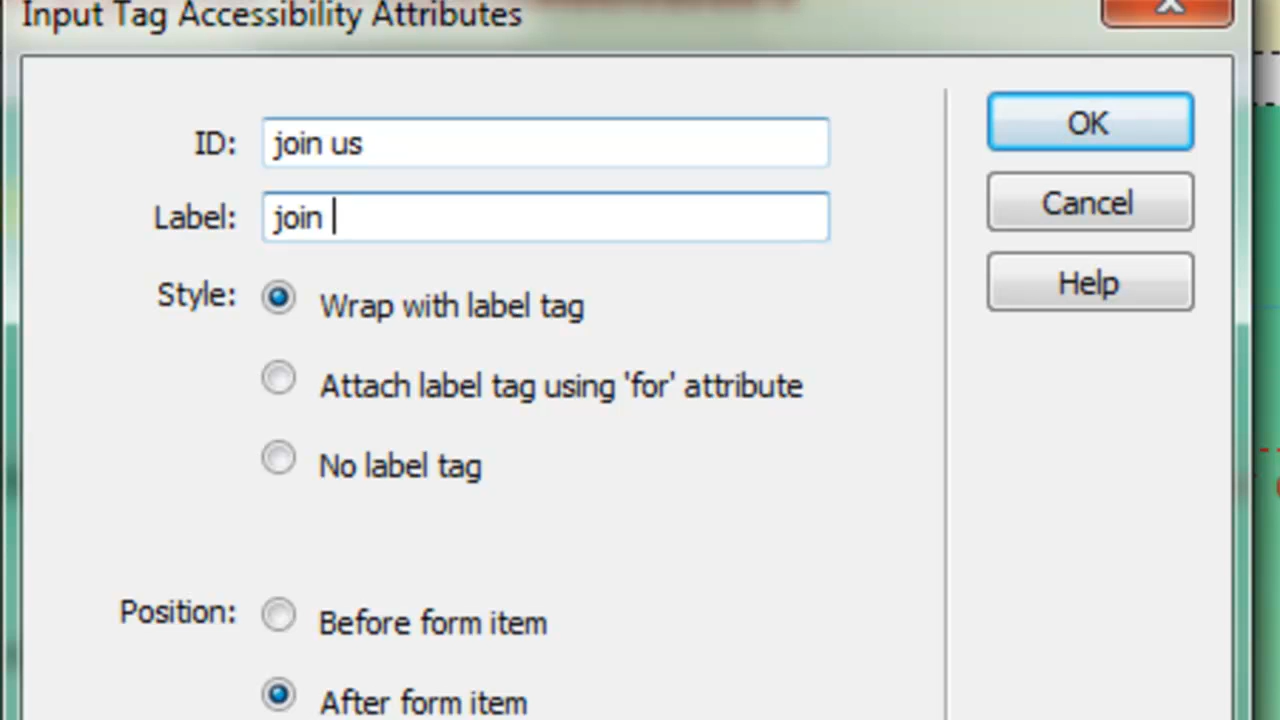 Input Tag Accessibility Attributes
ID: join us
OK
Label: join
Cancel
Style: Wrap with label tag
Help
Attach label tag using 'for' attribute
No label tag
Position: Before form item
After form item